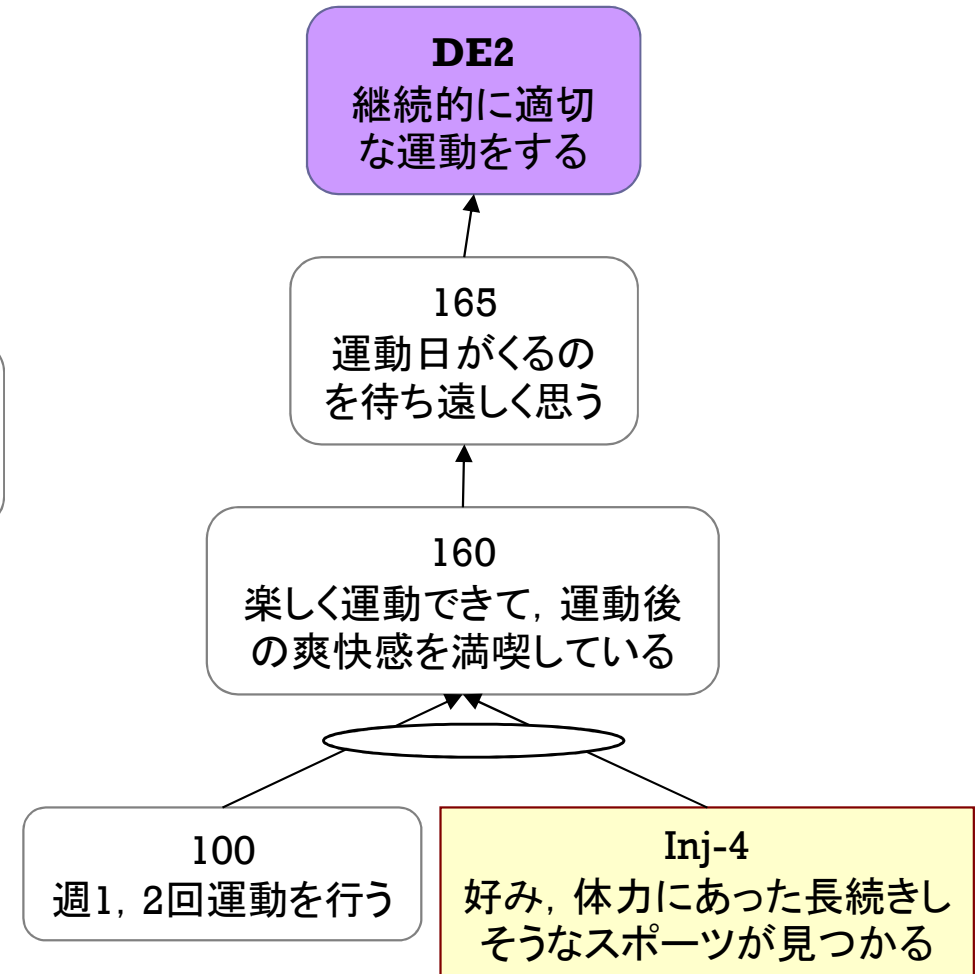 DE2
継続的に適切
な運動をする
165
運動日がくるの
を待ち遠しく思う
160
楽しく運動できて, 運動後
の爽快感を満喫している
100
週1, 2回運動を行う
Inj-4
好み, 体力にあった長続きし
そうなスポーツが見つかる